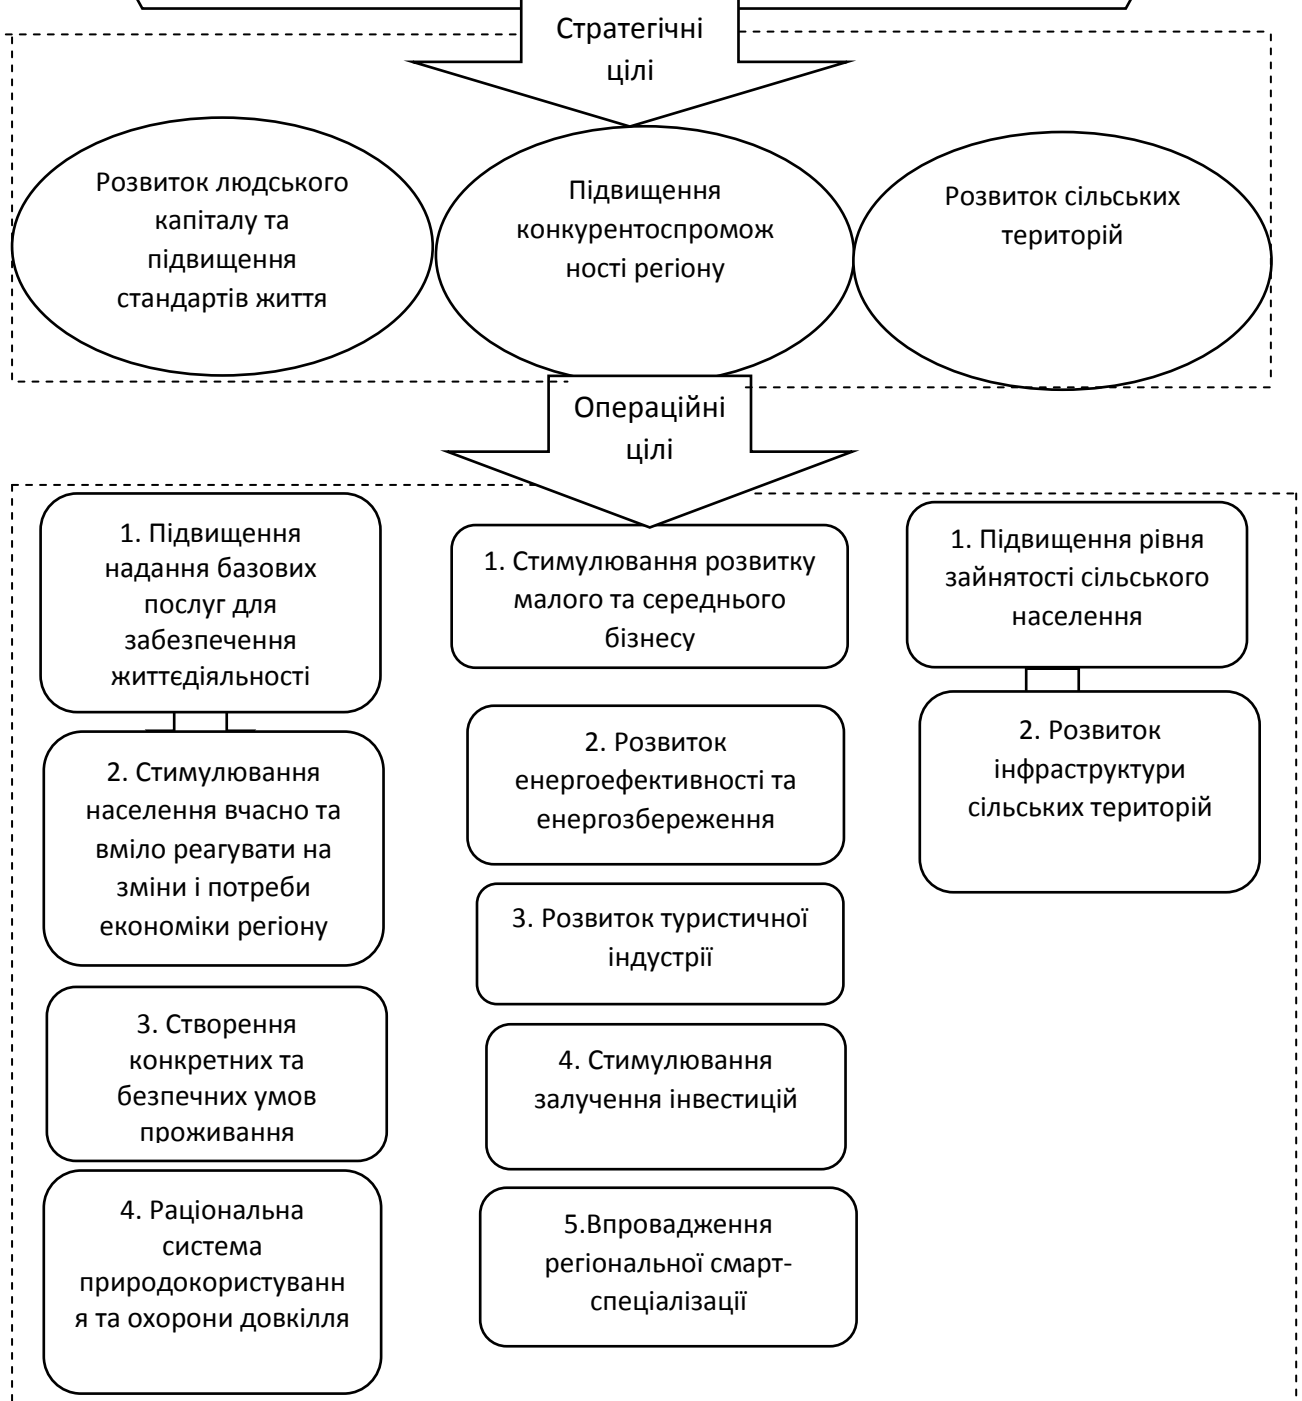 Стратегічні
цілі
Розвиток людського
капіталу та
підвищення
стандартів життя
Підвищення
конкурентоспромож
ності регіону
Розвиток сільських
територій
Операційні
цілі
1. Підвищення
надання базових
послуг для
забезпечення
життєдіяльності
2. Стимулювання
населення вчасно та
вміло реагувати на
зміни і потреби
економіки регіону
3. Створення
конкретних та
безпечних умов
проживання
4. Раціональна
система
природокористуванн
я та охорони довкілля
1. Стимулювання розвитку
малого та середнього
бізнесу
2. Розвиток
енергоефективності та
енергозбереження
3. Розвиток туристичної
індустрії
4. Стимулювання
залучення інвестицій
5.Впровадження
регіональної смарт-
спеціалізації
1. Підвищення рівня
зайнятості сільського
населення
2. Розвиток
інфраструктури
сільських територій